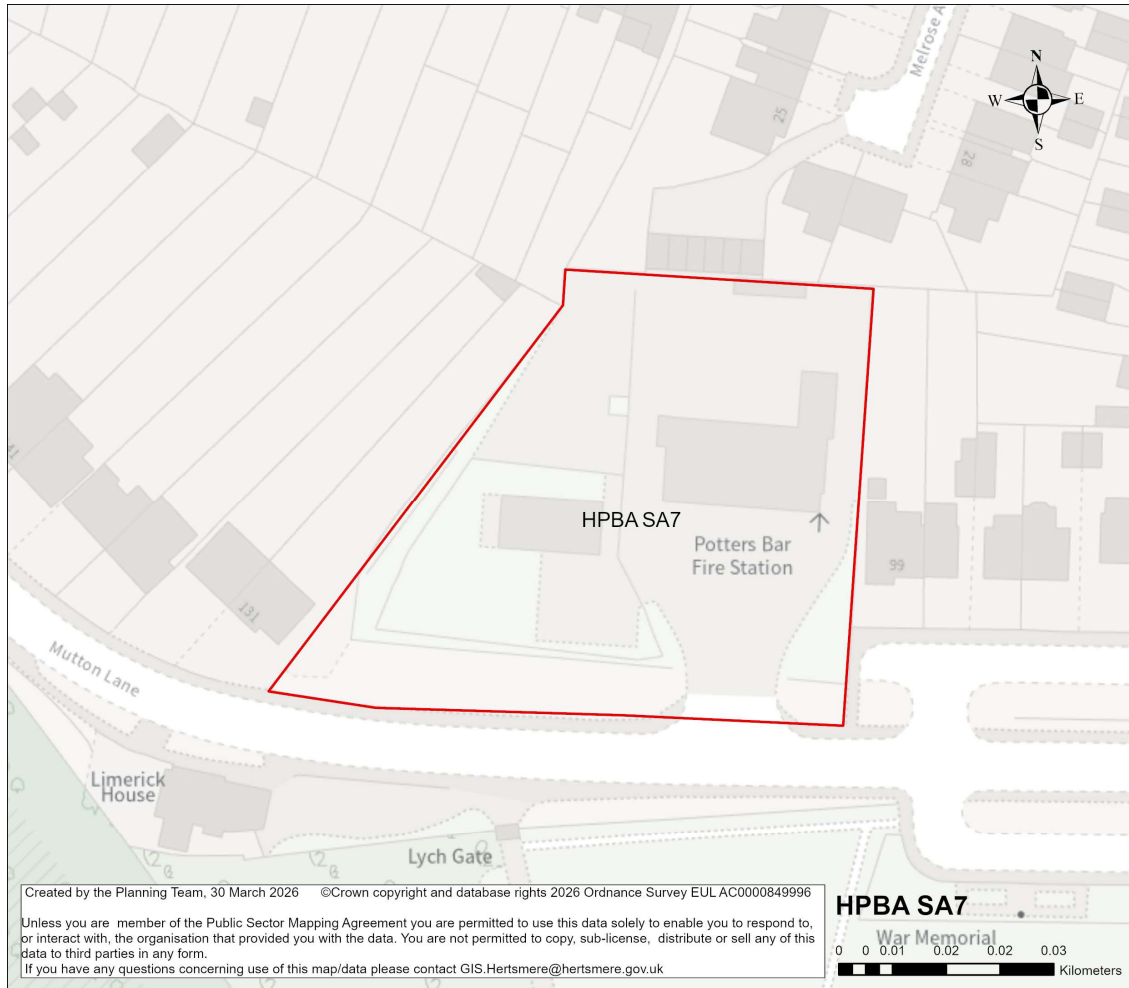 Melrose A
N
W E
S
25
28
HPBA SA7
Potters Bar
Fire Station
99
41
131
Mutton Lane
Limerick
House
Lych Gate
Created by the Planning Team, 30 March 2026 ©Crown copyright and database rights 2026 Ordnance Survey EUL AC0000849996
Unless you are member of the Public Sector Mapping Agreement you are permitted to use this data solely to enable you to respond to,
or interact with, the organisation that provided you with the data. You are not permitted to copy, sub-license, distribute or sell any of this
data to third parties in any form.
If you have any questions concerning use of this map/data please contact GIS.Hertsmere@hertsmere.gov.uk
HPBA SA7
War Memorial
0 0 0.01 0.02 0.02 0.03
Kilometers